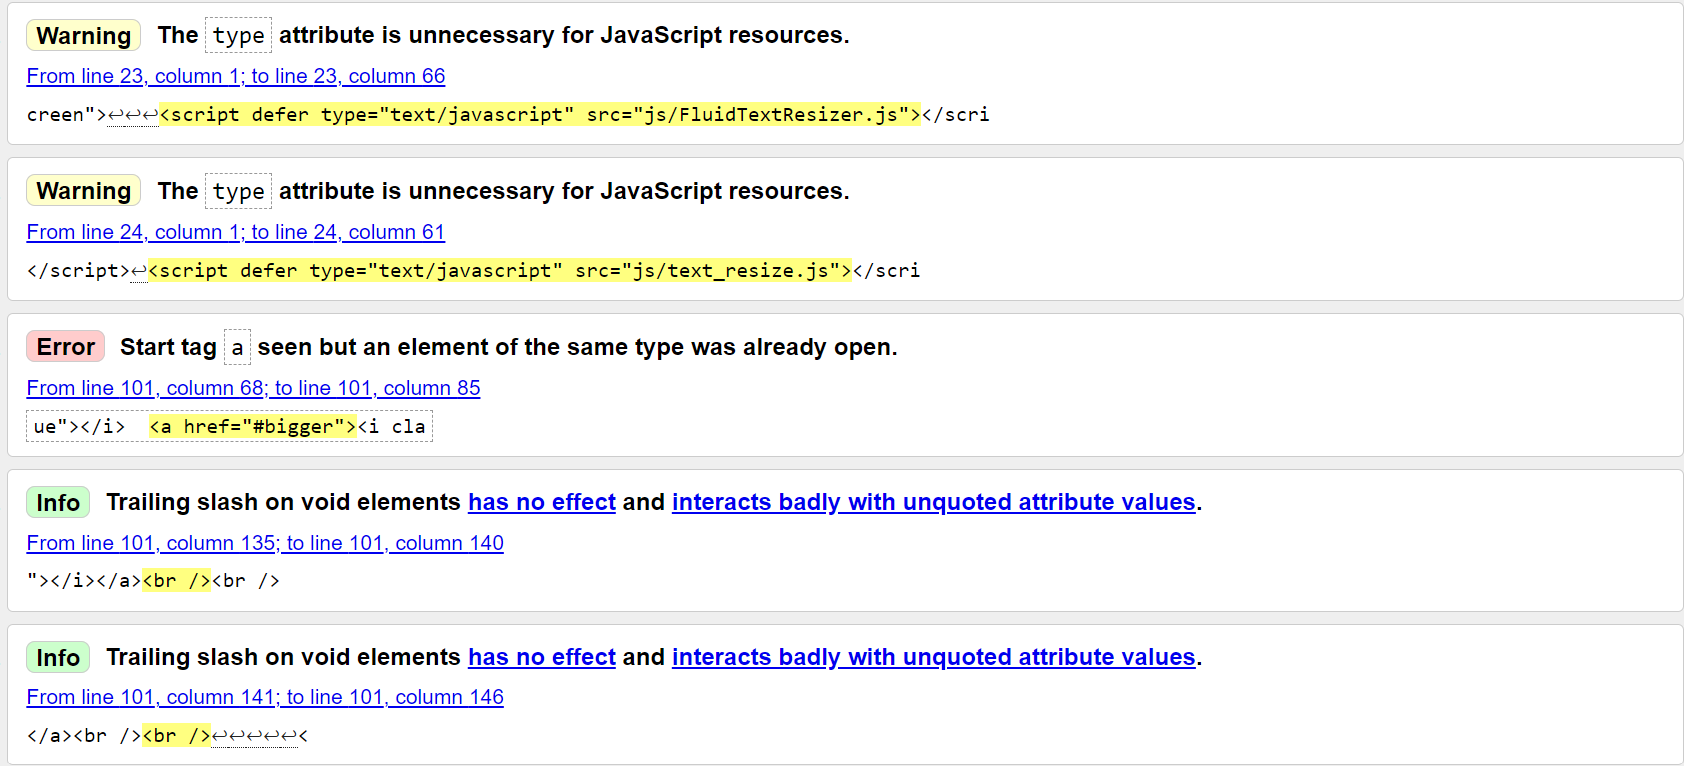 Warning The type attribute is unnecessary for JavaScript resources.
From line 23, column 1; to line 23, column 66
creen">↩↩↩<script defer type="text/javascript" src="js/FluidTextResizer.js"></scri
Warning The type attribute is unnecessary for JavaScript resources.
From line 24, column 1; to line 24, column 61
</script>↩<script defer type="text/javascript" src="js/text_resize.js"></scri
Error Start tag a seen but an element of the same type was already open.
From line 101, column 68; to line 101, column 85
ue"></i>  <a href="#bigger"><i cla
Info Trailing slash on void elements has no effect and interacts badly with unquoted attribute values.
From line 101, column 135; to line 101, column 140
"></i></a><br /><br />
Info Trailing slash on void elements has no effect and interacts badly with unquoted attribute values.
From line 101, column 141; to line 101, column 146
</a><br /><br />↩↩↩↩↩<